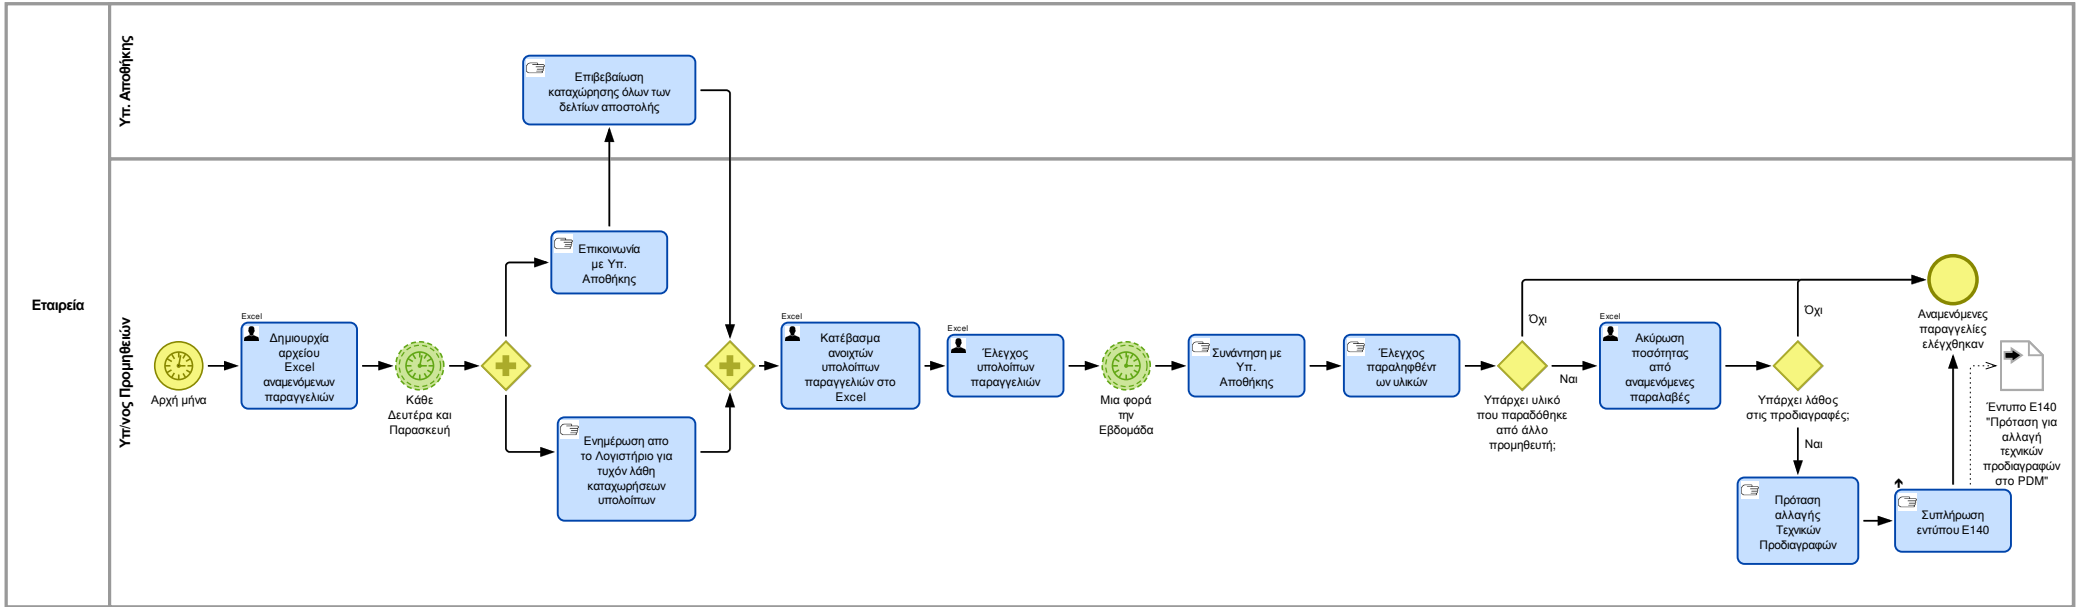 Υπ. Αποθήκης
Επιβεβαίωση
καταχώρησης όλων των
δελτίων αποστολής
Εταιρεία
Υπ/νος Προμηθειών
Αρχή μήνα
Excel
Δημιουρχία
αρχείου
Excel
αναμενόμενων
παραγγελιών
Κάθε
Δευτέρα και
Παρασκευή
Επικοινωνία
με Υπ.
Αποθήκης
Ενημέρωση απο
το Λογιστήριο για
τυχόν λάθη
καταχωρήσεων
υπολοίπων
Excel
Κατέβασμα
ανοιχτών
υπολοίπων
παραγγελιών στο
Excel
Excel
Έλεγχος
υπολοίπων
παραγγελιών
Μια φορά
την
Εβδομάδα
Συνάντηση με
Υπ.
Αποθήκης
Έλεγχος
παραληφθέντ
ων υλικών
Όχι
Ναι
Υπάρχει υλικό
που παραδόθηκε
από άλλο
προμηθευτή;
Excel
Ακύρωση
ποσότητας
από
αναμενόμενες
παραλαβές
Όχι
Υπάρχει λάθος
στις προδιαγραφές;
Ναι
Πρόταση
αλλαγής
Τεχνικών
Προδιαγραφών
Συπλήρωση
εντύπου Ε140
Αναμενόμενες
παραγγελίες
ελέγχθηκαν
Έντυπο Ε140
"Πρόταση για
αλλαγή
τεχνικών
προδιαγραφών
στο PDM"